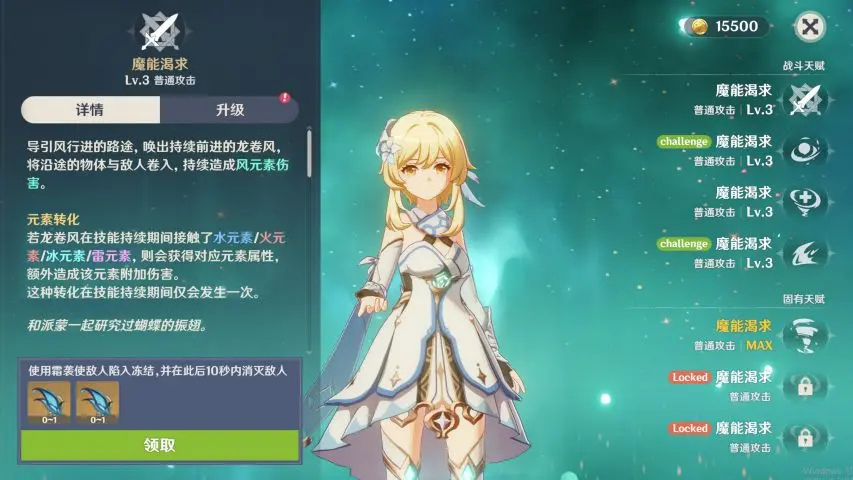 魔能渴求
Lv.3 普通攻击
详情
升级
导引风行进的路途，唤出持续前进的龙卷风，
将沿途的物体与敌人卷入，持续造成风元素伤
害。
元素转化
若龙卷风在技能持续期间接触了水元素/火元
素/冰元素/雷元素，则会获得对应元素属性，
额外造成该元素附加伤害。
这种转化在技能持续期间仅会发生一次。
和派蒙一起研究过蝴蝶的振翅。
使用霜袭使敌人陷入冻结,并在此后10秒内消灭敌人
0~1
0~1
领取
15500
战斗天赋
魔能渴求
普通攻击 | Lv.3
challenge 魔能渴求
普通攻击 | Lv.3
魔能渴求
普通攻击 | Lv.3
challenge 魔能渴求
普通攻击 | Lv.3
固有天赋
魔能渴求
普通攻击 | MAX
Locked 魔能渴求
普通攻击
Locked 魔能渴求
普通攻击